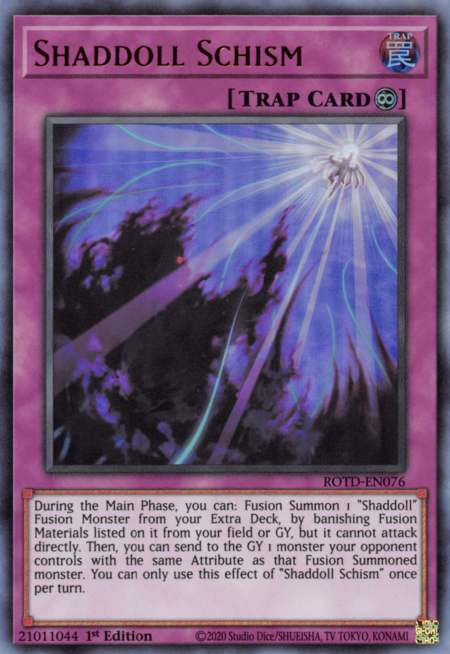 SHADDOLL SCHISM
TRAP
罠
[TRAP CARD]
ROTD-EN076
During the Main Phase, you can: Fusion Summon 1 "Shaddoll"
Fusion Monster from your Extra Deck, by banishing Fusion
Materials listed on it from your field or GY, but it cannot attack
directly. Then, you can send to the GY 1 monster your opponent
controls with the same Attribute as that Fusion Summoned
monster. You can only use this effect of "Shaddoll Schism" once
per turn.
21011044 1st Edition ©2020 Studio Dice/SHUEISHA, TV TOKYO, KONAMI